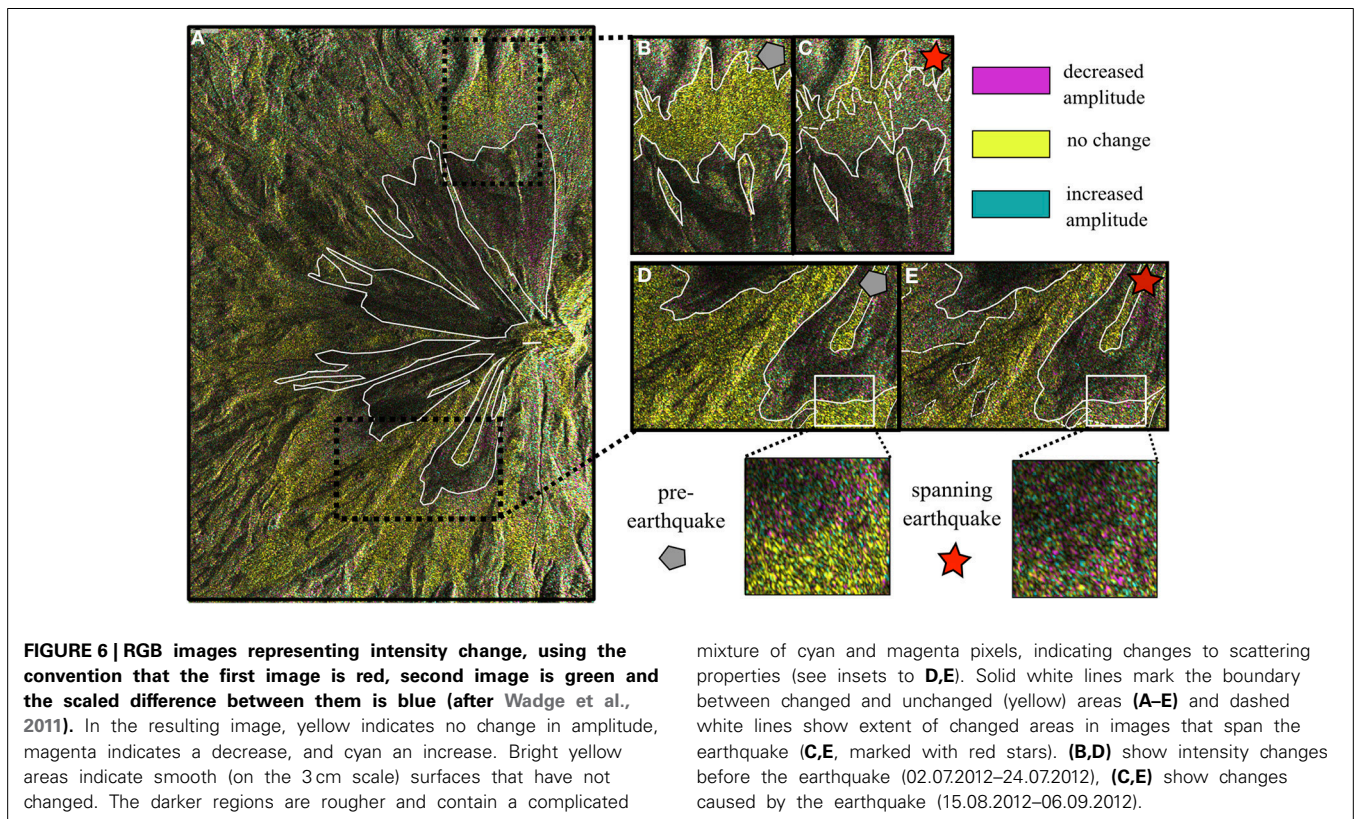 A
B
C
decreased
amplitude
no change
increased
amplitude
D
E
pre-
earthquake
spanning
earthquake
FIGURE 6 | RGB images representing intensity change, using the
convention that the first image is red, second image is green and
the scaled difference between them is blue (after Wadge et al.,
2011). In the resulting image, yellow indicates no change in amplitude,
magenta indicates a decrease, and cyan an increase. Bright yellow
areas indicate smooth (on the 3 cm scale) surfaces that have not
changed. The darker regions are rougher and contain a complicated
mixture of cyan and magenta pixels, indicating changes to scattering
properties (see insets to D,E). Solid white lines mark the boundary
between changed and unchanged (yellow) areas (A–E) and dashed
white lines show extent of changed areas in images that span the
earthquake (C,E, marked with red stars). (B,D) show intensity changes
before the earthquake (02.07.2012–24.07.2012), (C,E) show changes
caused by the earthquake (15.08.2012–06.09.2012).